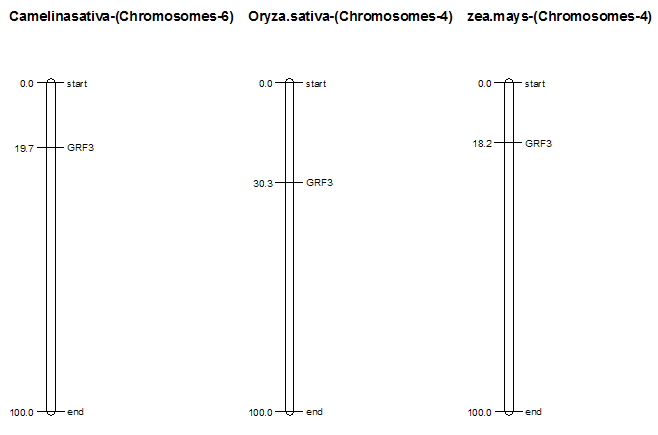 Camelinasativa-(Chromosomes-6) Oryza.sativa-(Chromosomes-4) zea.mays-(Chromosomes-4)
0.0 start 0.0 start 0.0 start
18.2 GRF3
19.7 GRF3
30.3 GRF3
100.0 end 100.0 end 100.0 end